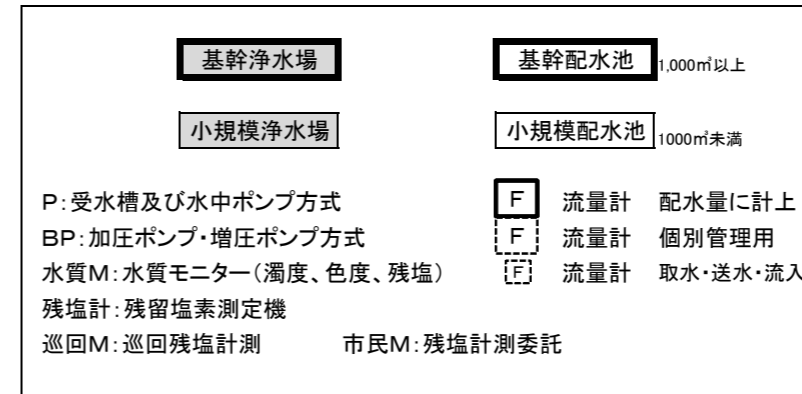 基幹浄水場 基幹配水池 1,000㎥以上
小規模浄水場 小規模配水池 1000㎥未満
P:受水槽及び水中ポンプ方式 F 流量計 配水量に計上
BP:加圧ポンプ・増圧ポンプ方式 F 流量計 個別管理用
水質M:水質モニター(濁度、色度、残塩) F 流量計 取水・送水・流入
残塩計:残留塩素測定機
巡回M:巡回残塩計測 市民M:残塩計測委託